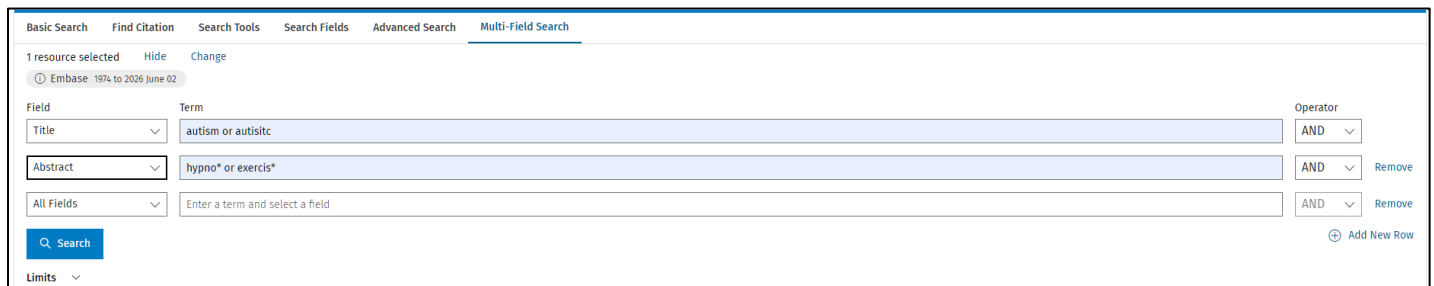 Basic Search Find Citation Search Tools Search Fields Advanced Search Multi-Field Search
1 resource selected Hide Change
Embase 1974 to 2026 June 02
Field Term Operator
Title autism or autisitc AND
Abstract hypno* or exercis* AND Remove
All Fields Enter a term and select a field AND Remove
Search
Add New Row
Limits